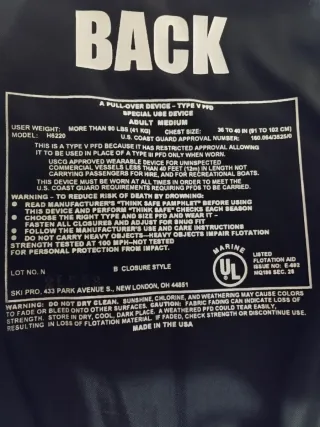 BACK
A PULL-OVER DEVICE - TYPE V PFD
SPECIAL USE DEVICE
ADULT MEDIUM
USER WEIGHT: MORE THAN 90 LBS (41 KG) CHEST SIZE: 36 TO 40 IN (91 TO 102 CM)
MODEL: H5220 U.S. COAST GUARD APPROVAL NUMBER: 160.064/3625/0
THIS IS A TYPE V PFD BECAUSE IT HAS RESTRICTED APPROVAL ALLOWING
IT TO BE USED IN PLACE OF A TYPE III PFD ONLY WHEN WORN.
USCG APPROVED WEARABLE DEVICE FOR UNINSPECTED
COMMERCIAL VESSELS LESS THAN 40 FEET (12m) IN LENGTH NOT
CARRYING PASSENGERS FOR HIRE, AND FOR RECREATIONAL BOATS.
THIS DEVICE MUST BE WORN AT ALL TIMES IN ORDER TO MEET THE
U.S. COAST GUARD REQUIREMENTS REQUIRING PFDS TO BE CARRIED.
WARNING - TO REDUCE RISK OF DEATH BY DROWNING:
● READ MANUFACTURER'S "THINK SAFE PAMPHLET" BEFORE USING
THIS DEVICE AND PERFORM "THINK SAFE" CHECKS EACH SEASON
● CHOOSE THE RIGHT TYPE AND SIZE PFD AND WEAR IT -
FASTEN ALL CLOSURES AND ADJUST FOR SNUG FIT
● FOLLOW THE MANUFACTURER'S USE AND CARE INSTRUCTIONS
● DO NOT CARRY HEAVY OBJECTS-HEAVY OBJECTS IMPAIR FLOTATION
STRENGTH TESTED AT 100 MPH-NOT TESTED
FOR PERSONAL PROTECTION FROM IMPACT.
MARINE
UL
LISTED
FLOTATION AID
ISSUE NO: E-693
MQ196 SEC. 25
LOT NO. N B CLOSURE STYLE
SKI PRO, 433 PARK AVENUE S., NEW LONDON, OH 44851
WARNING: DO NOT DRY CLEAN. SUNSHINE, CHLORINE, AND WEATHERING MAY CAUSE COLORS
TO FADE OR BLEED ONTO OTHER SURFACES. CAUTION: FABRIC FADING CAN INDICATE LOSS OF
STRENGTH. STORE IN DRY, COOL, DARK PLACE. A WEATHERED PFD COULD TEAR EASILY,
RESULTING IN LOSS OF FLOTATION MATERIAL. IF FADED, CHECK STRENGTH OR DISCONTINUE USE.
MADE IN THE USA